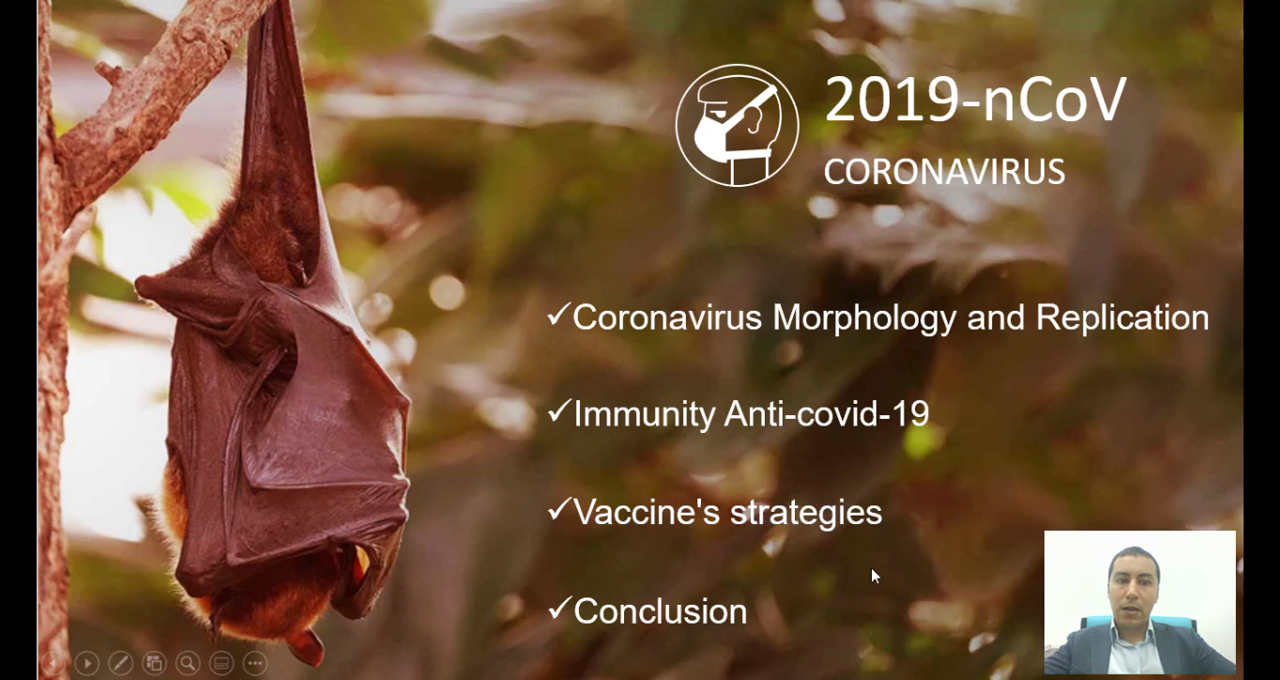 2019-nCoV
CORONAVIRUS
✓Coronavirus Morphology and Replication
✓Immunity Anti-covid-19
✓Vaccine's strategies
✓Conclusion